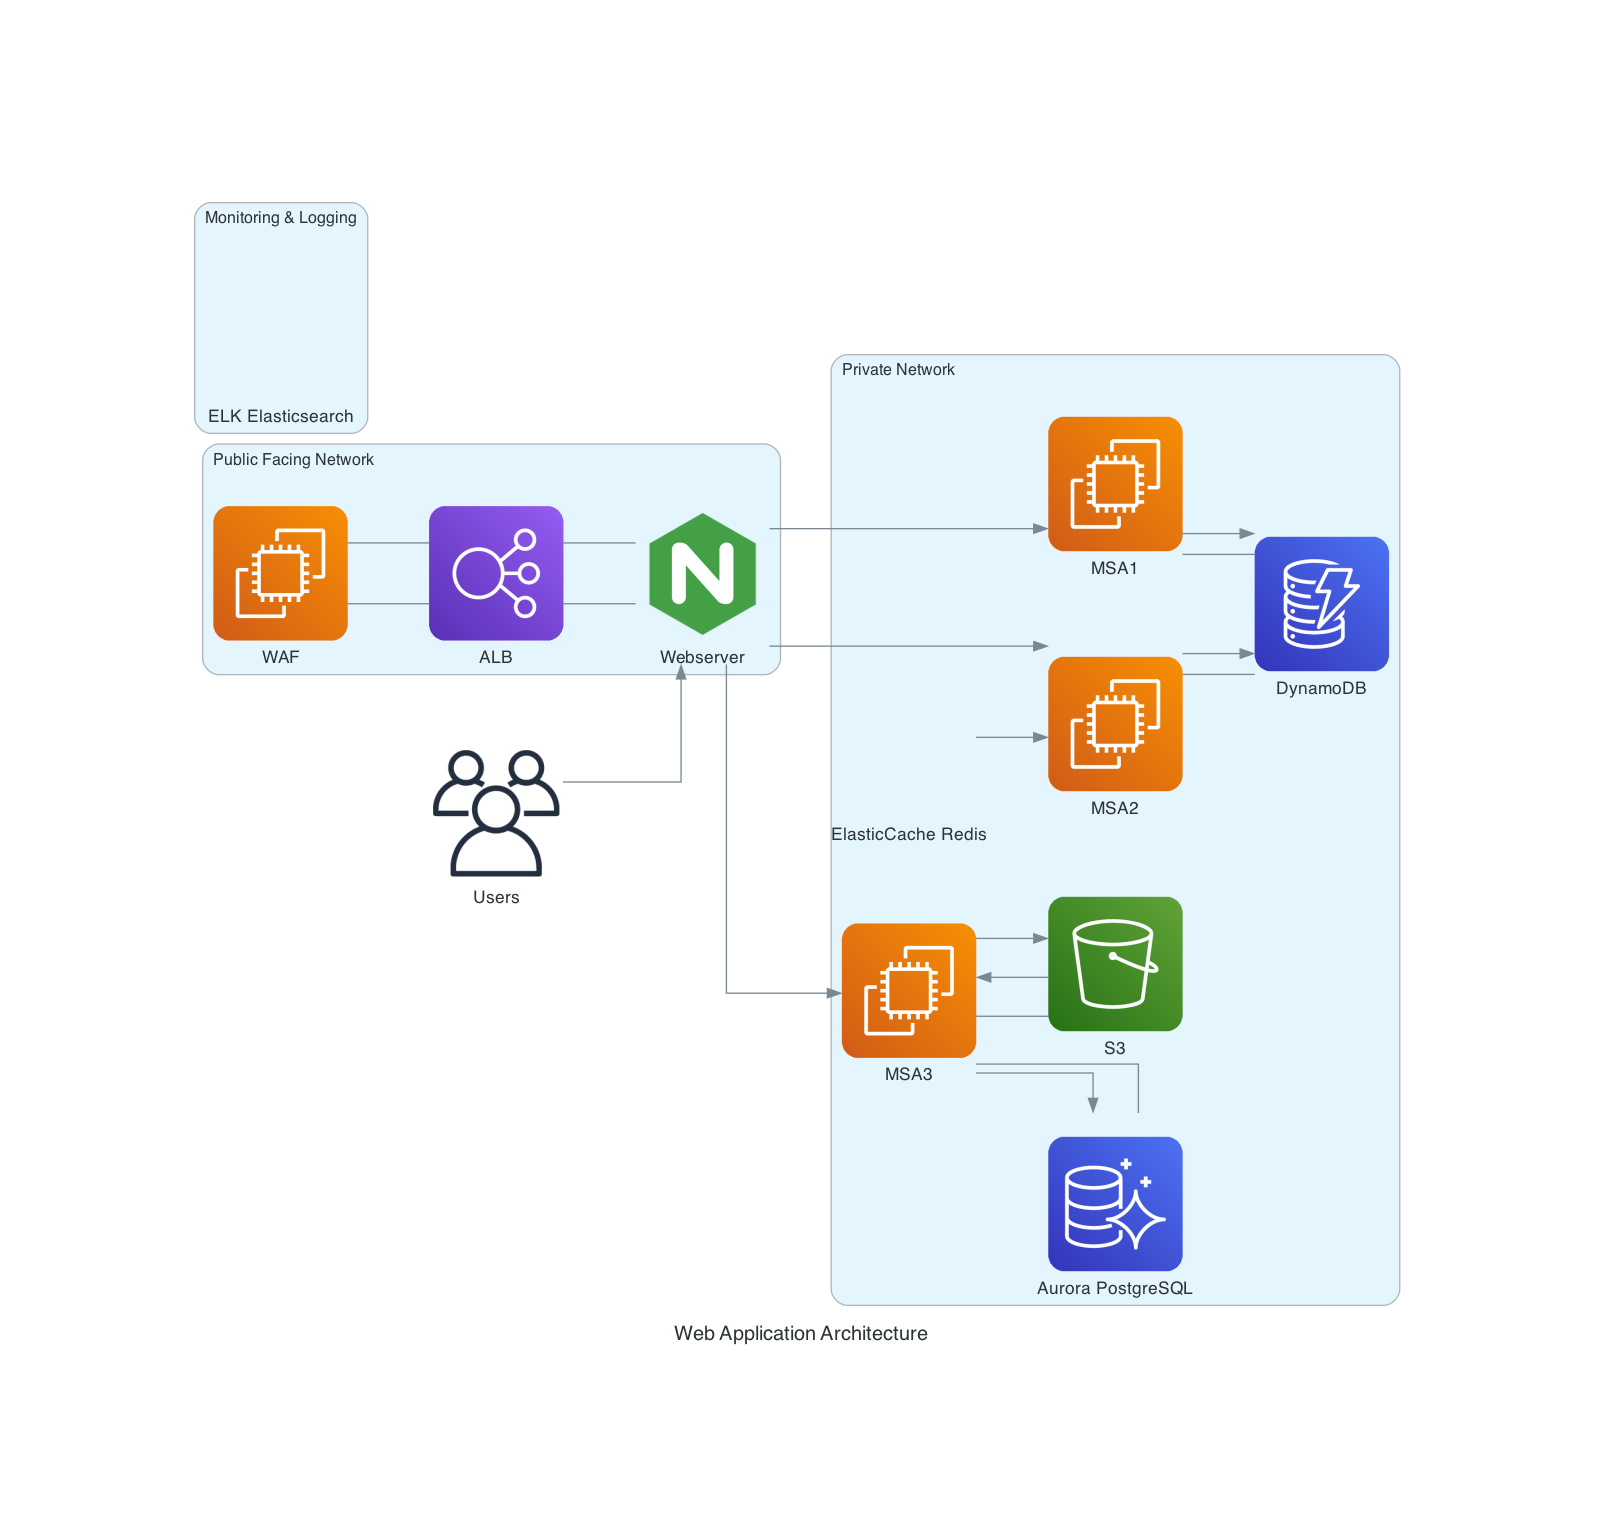 Monitoring & Logging
ELK Elasticsearch
Public Facing Network
WAF
ALB
Webserver
Users
Private Network
MSA1
DynamoDB
MSA2
ElasticCache Redis
MSA3
S3
Aurora PostgreSQL
Web Application Architecture